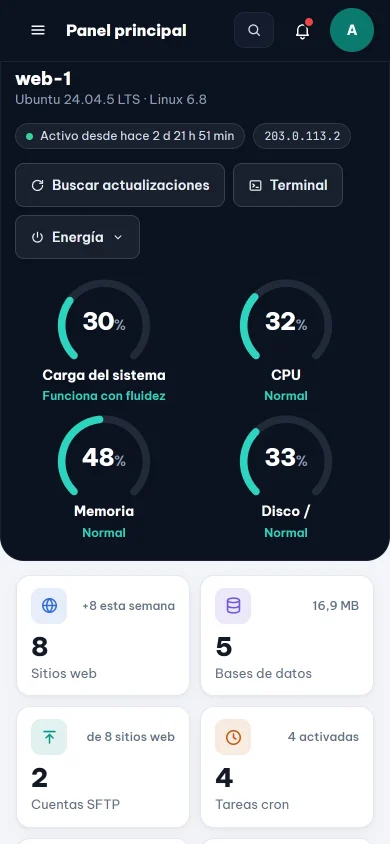 Panel principal
A
web-1
Ubuntu 24.04.5 LTS · Linux 6.8
Activo desde hace 2 d 21 h 51 min
203.0.113.2
Buscar actualizaciones
Terminal
Energía
30%
32%
Carga del sistema
CPU
Funciona con fluidez
Normal
48%
33%
Memoria
Disco /
Normal
Normal
+8 esta semana
16,9 MB
8
5
Sitios web
Bases de datos
de 8 sitios web
4 activadas
2
4
Cuentas SFTP
Tareas cron